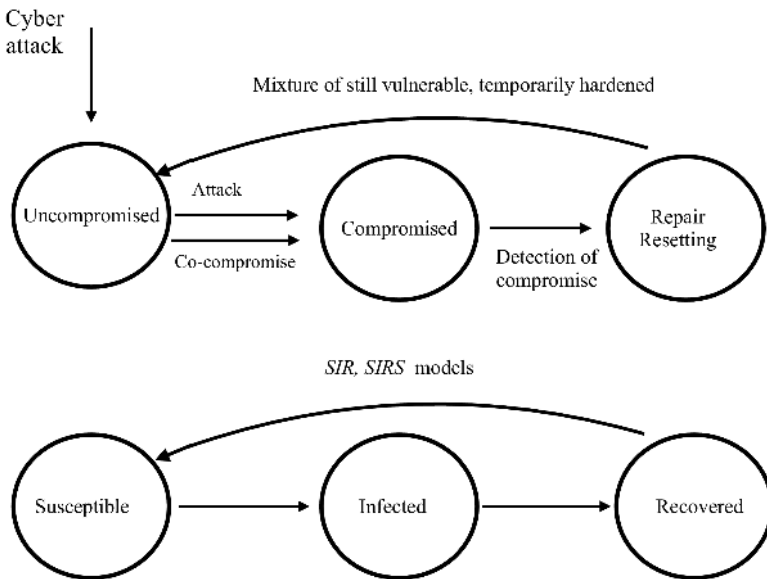 Cyber
attack
Mixture of still vulnerable, temporarily hardened
Uncompromised
Attack
Co-compromise
Compromised
Detection of
compromise
Repair
Resetting
SIR, SIRS models
Susceptible
Infected
Recovered